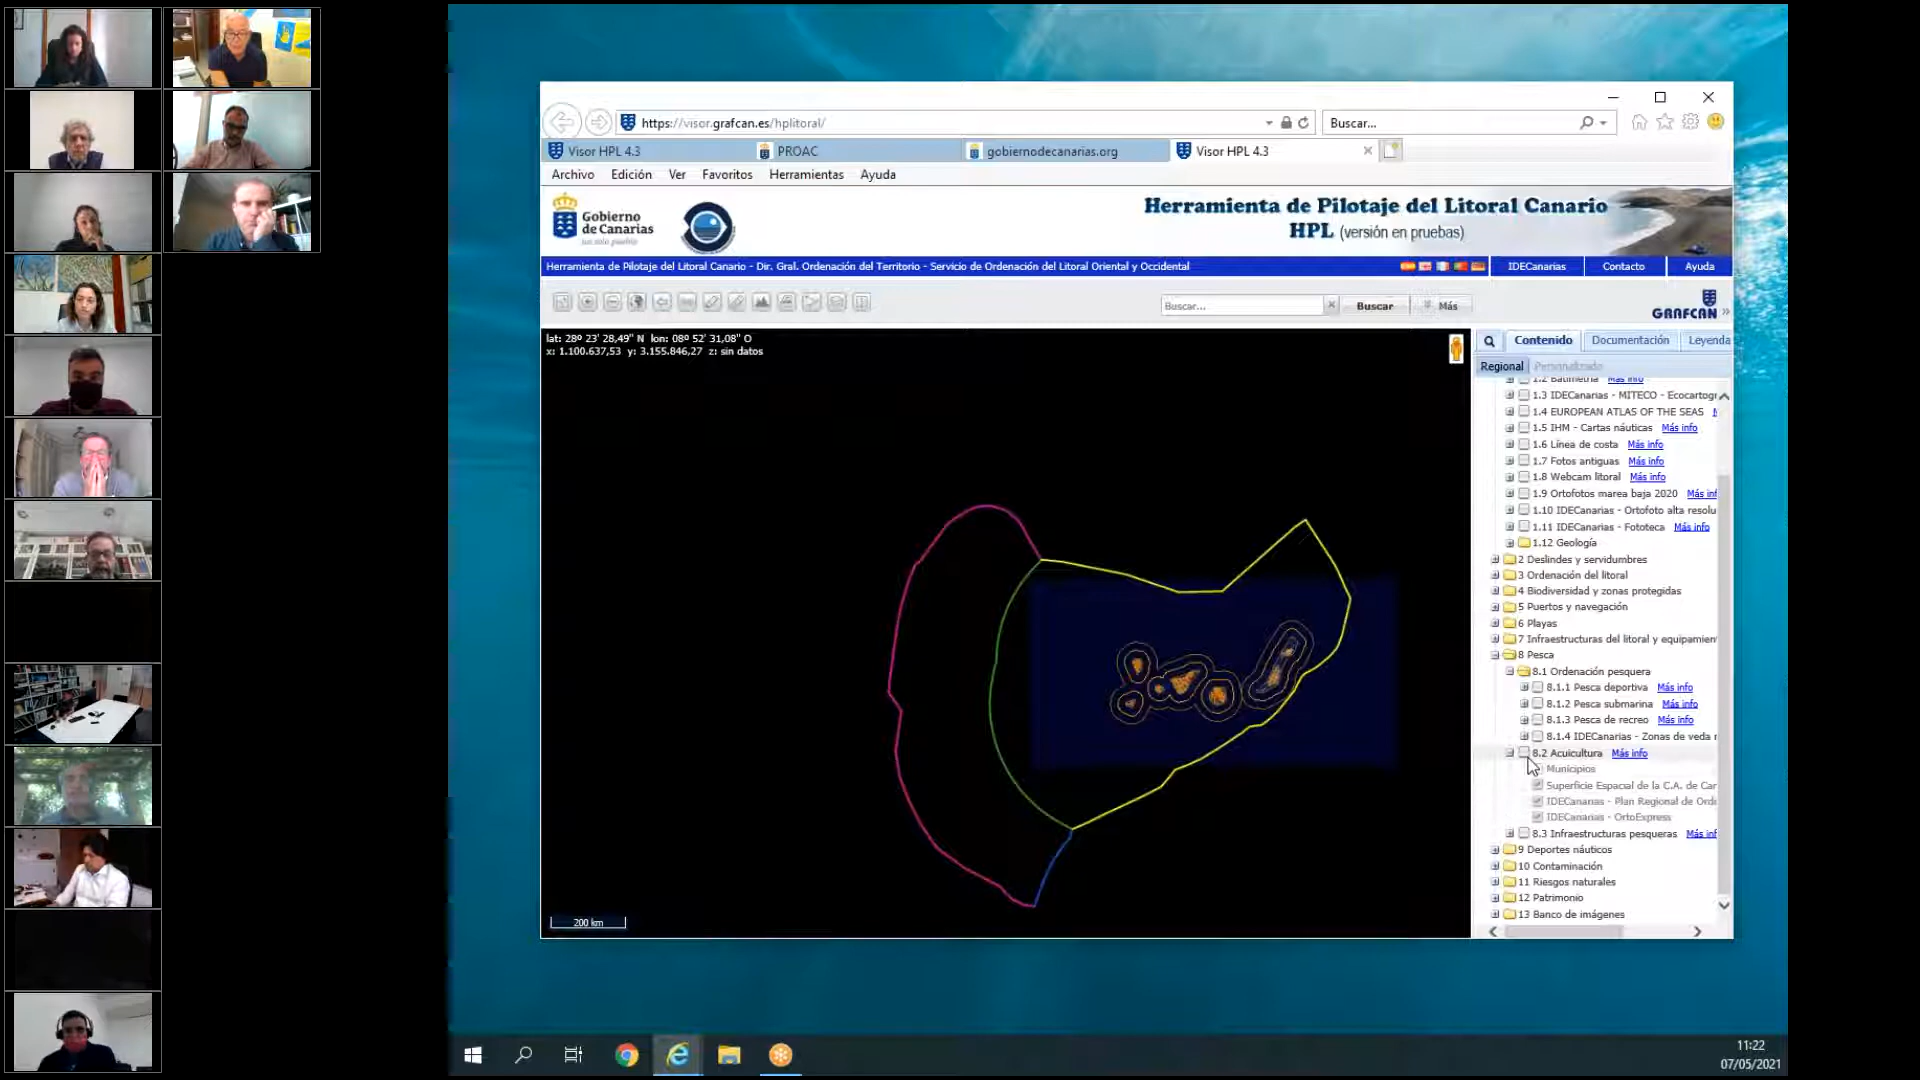 https://visor.grafcan.es/hplitoral/
Buscar...
Visor HPL 4.3
PROAC
gobiernodecanarias.org
Visor HPL 4.3
Archivo Edición Ver Favoritos Herramientas Ayuda
Gobierno
de Canarias
un solo pueblo
Herramienta de Pilotaje del Litoral Canario
HPL (versión en pruebas)
Herramienta de Pilotaje del Litoral Canario - Dir. Gral. Ordenación del Territorio - Servicio de Ordenación del Litoral Oriental y Occidental
IDECanarias Contacto Ayuda
Buscar... Buscar Más
GRAFCAN
lat: 28º 23' 28,49" N lon: 08º 52' 31,08" O
x: 1.100.637,53 y: 3.155.846,27 z: sin datos
200 km
Contenido Documentación Leyenda
Regional Personalizado
1.2 Batimetría Más info
1.3 IDECanarias - MITECO - Ecocartogr
1.4 EUROPEAN ATLAS OF THE SEAS M
1.5 IHM - Cartas náuticas Más info
1.6 Línea de costa Más info
1.7 Fotos antiguas Más info
1.8 Webcam litoral Más info
1.9 Ortofotos marea baja 2020 Más inf
1.10 IDECanarias - Ortofoto alta resolu
1.11 IDECanarias - Fototeca Más info
1.12 Geología
2 Deslindes y servidumbres
3 Ordenación del litoral
4 Biodiversidad y zonas protegidas
5 Puertos y navegación
6 Playas
7 Infraestructuras del litoral y equipamien
8 Pesca
8.1 Ordenación pesquera
8.1.1 Pesca deportiva Más info
8.1.2 Pesca submarina Más info
8.1.3 Pesca de recreo Más info
8.1.4 IDECanarias - Zonas de veda r
8.2 Acuicultura Más info
Municipios
Superficie Espacial de la C.A. de Car
IDECanarias - Plan Regional de Orde
IDECanarias - OrtoExpress
8.3 Infraestructuras pesqueras Más inf
9 Deportes náuticos
10 Contaminación
11 Riesgos naturales
12 Patrimonio
13 Banco de imágenes
11:22
07/05/2021